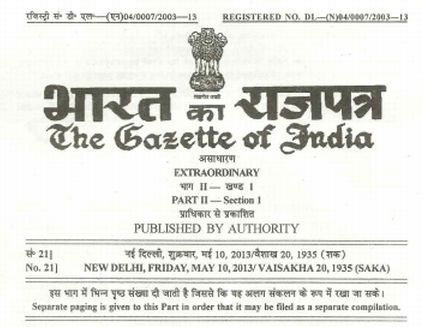 रजिस्ट्री सं॰ डी॰ एल॰—(एन)04/0007/2003—13 REGISTERED NO. DL—(N)04/0007/2003—13
भारत का राजपत्र
The Gazette of India
असाधारण
EXTRAORDINARY
भाग II — खण्ड 1
PART II — Section 1
प्राधिकार से प्रकाशित
PUBLISHED BY AUTHORITY
सं॰ 21] नई दिल्ली, शुक्रवार, मई 10, 2013/वैशाख 20, 1935 (शक)
No. 21] NEW DELHI, FRIDAY, MAY 10, 2013/ VAISAKHA 20, 1935 (SAKA)
इस भाग में भिन्न पृष्ठ संख्या दी जाती है जिससे कि यह अलग संकलन के रूप में रखा जा सके।
Separate paging is given to this Part in order that it may be filed as a separate compilation.